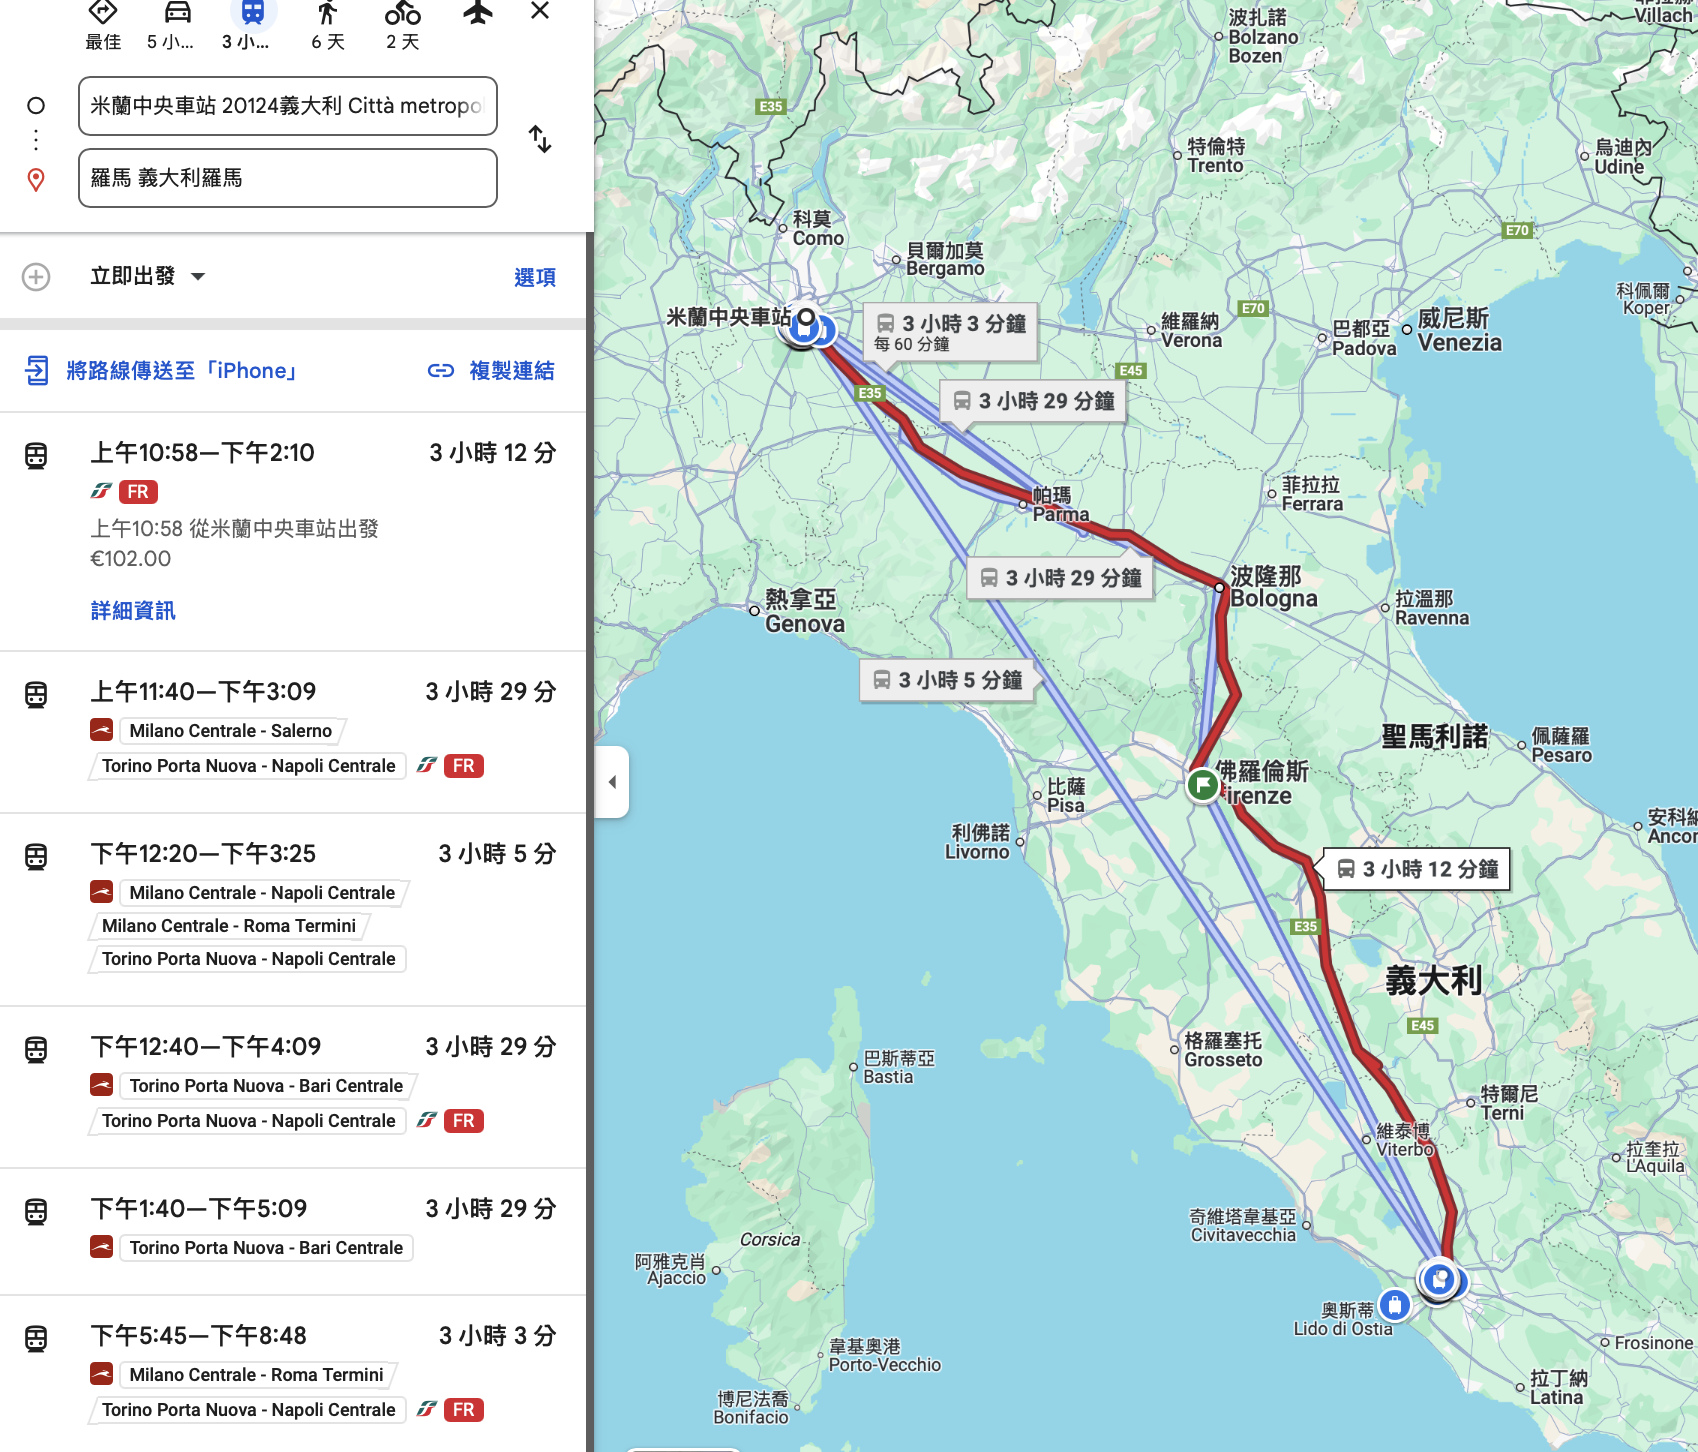 最佳
5 小...
3 小...
6 天
2 天
米蘭中央車站 20124義大利 Città metropo
羅馬 義大利羅馬
立即出發
選項
將路線傳送至「iPhone」
複製連結
上午10:58—下午2:10
3 小時 12 分
FR
上午10:58 從米蘭中央車站出發
€102.00
詳細資訊
上午11:40—下午3:09
3 小時 29 分
Milano Centrale - Salerno
Torino Porta Nuova - Napoli Centrale
FR
下午12:20—下午3:25
3 小時 5 分
Milano Centrale - Napoli Centrale
Milano Centrale - Roma Termini
Torino Porta Nuova - Napoli Centrale
下午12:40—下午4:09
3 小時 29 分
Torino Porta Nuova - Bari Centrale
Torino Porta Nuova - Napoli Centrale
FR
下午1:40—下午5:09
3 小時 29 分
Torino Porta Nuova - Bari Centrale
下午5:45—下午8:48
3 小時 3 分
Milano Centrale - Roma Termini
Torino Porta Nuova - Napoli Centrale
FR
Villach
波扎諾
Bolzano
Bozen
E35
特倫特
Trento
烏迪內
Udine
科莫
Como
貝爾加莫
Bergamo
E70
科佩爾
Koper
米蘭中央車站
3 小時 3 分鐘
每 60 分鐘
E70
維羅納
Verona
巴都亞
Padova
威尼斯
Venezia
E45
E35
3 小時 29 分鐘
帕瑪
Parma
菲拉拉
Ferrara
3 小時 29 分鐘
波隆那
Bologna
熱拿亞
Genova
拉溫那
Ravenna
3 小時 5 分鐘
聖馬利諾
佩薩羅
Pesaro
佛羅倫斯
irenze
比薩
Pisa
利佛諾
Livorno
安科納
Ancon
3 小時 12 分鐘
E35
義大利
E45
格羅塞托
Grosseto
巴斯蒂亞
Bastia
特爾尼
Terni
維泰博
Viterbo
拉奎拉
L'Aquila
奇維塔韋基亞
Civitavecchia
Corsica
阿雅克肖
Ajaccio
奧斯蒂
Lido di Ostia
韋基奧港
Porto-Vecchio
Frosinone
拉丁納
Latina
博尼法喬
Bonifacio